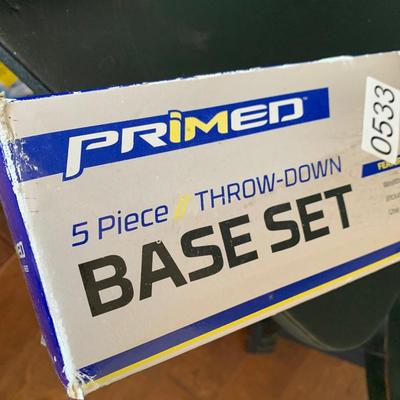 PRIMED
0533
5 Piece // THROW-DOWN
BASE SET